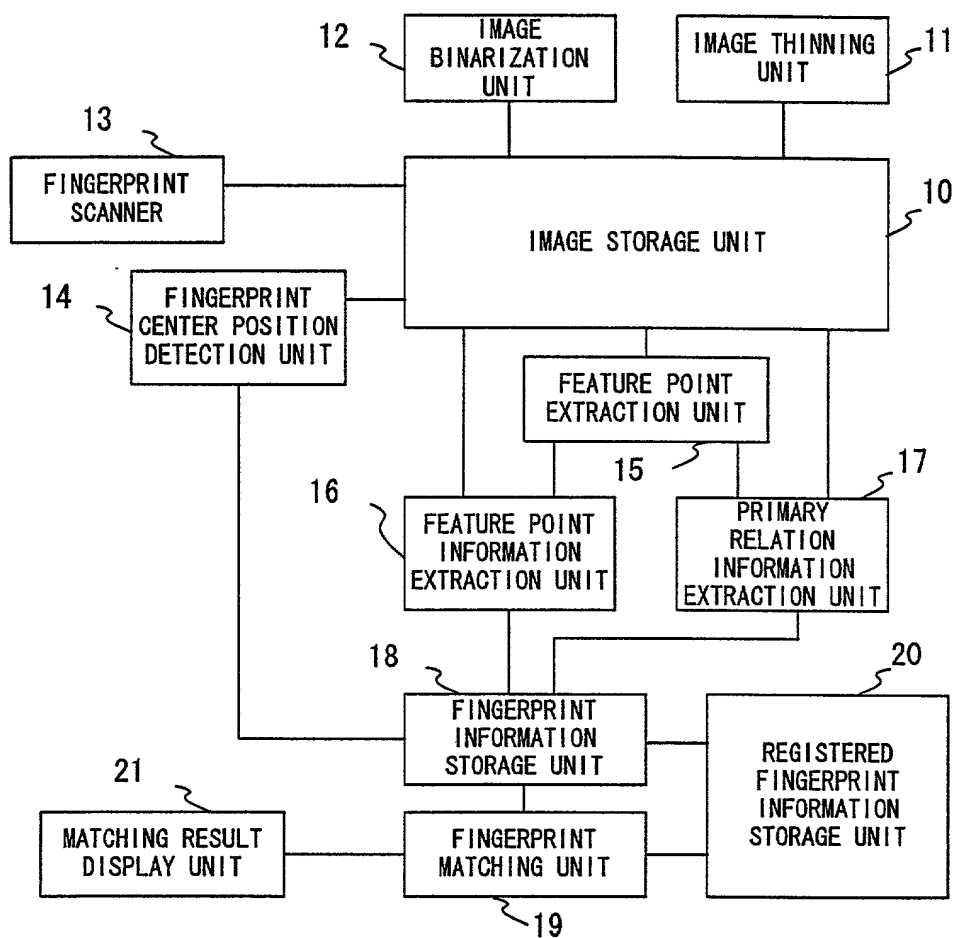 12
IMAGE
BINARIZATION
UNIT
IMAGE THINNING
UNIT
11
13
FINGERPRINT
SCANNER
IMAGE STORAGE UNIT
10
14
FINGERPRINT
CENTER POSITION
DETECTION UNIT
FEATURE POINT
EXTRACTION UNIT
15
16
FEATURE POINT
INFORMATION
EXTRACTION UNIT
17
PRIMARY
RELATION
INFORMATION
EXTRACTION UNIT
18
FINGERPRINT
INFORMATION
STORAGE UNIT
20
REGISTERED
FINGERPRINT
INFORMATION
STORAGE UNIT
21
MATCHING RESULT
DISPLAY UNIT
FINGERPRINT
MATCHING UNIT
19